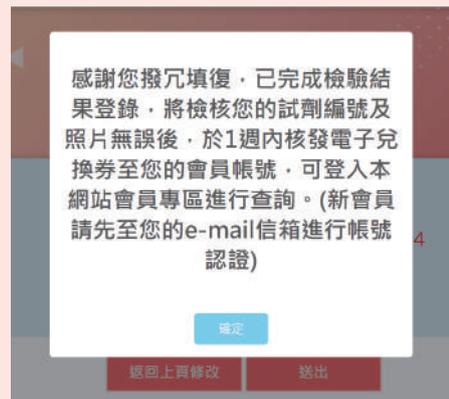 感謝您撥冗填復，已完成檢驗結
果登錄，將檢核您的試劑編號及
照片無誤後，於1週內核發電子兌
換券至您的會員帳號，可登入本
網站會員專區進行查詢。(新會員
請先至您的e-mail信箱進行帳號
認證)
4
確定
返回上頁修改
送出